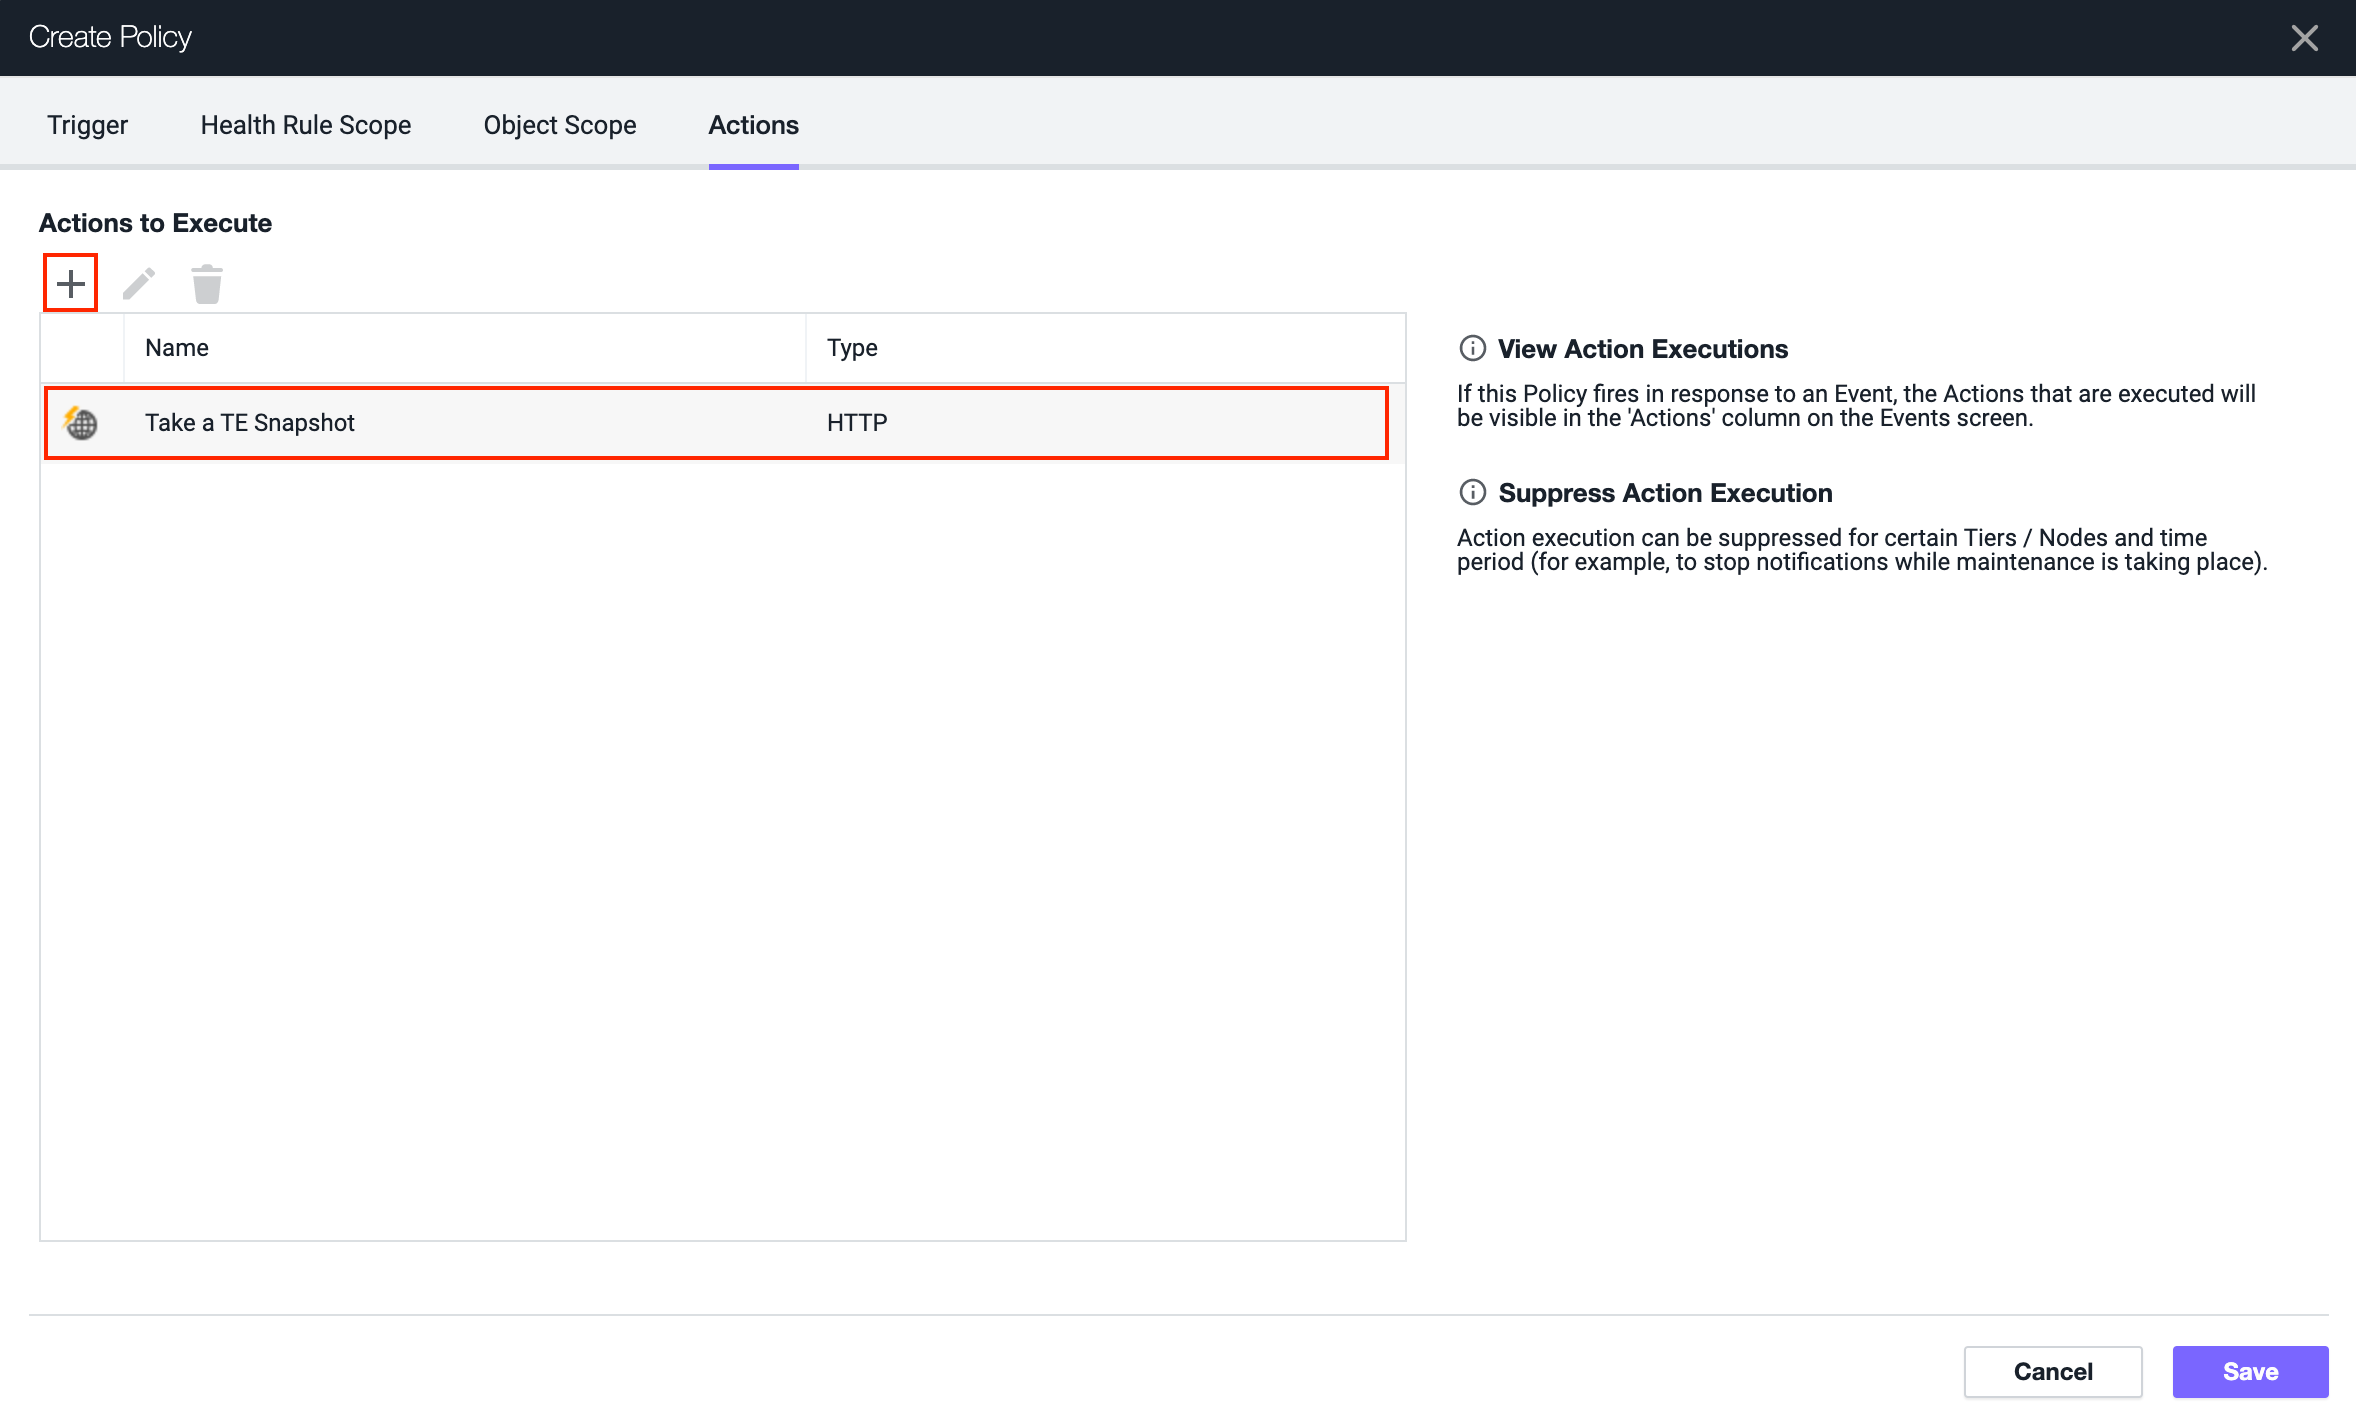 Create Policy
Trigger
Health Rule Scope
Object Scope
Actions
Actions to Execute
Name
Type
Take a TE Snapshot
HTTP
View Action Executions
If this Policy fires in response to an Event, the Actions that are executed will
be visible in the 'Actions' column on the Events screen.
Suppress Action Execution
Action execution can be suppressed for certain Tiers / Nodes and time
period (for example, to stop notifications while maintenance is taking place).
Cancel
Save